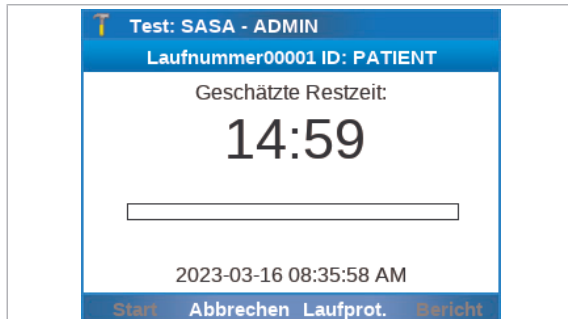 Test: SASA - ADMIN
Laufnummer00001 ID: PATIENT
Geschätzte Restzeit:
14:59
2023-03-16 08:35:58 AM
Start Abbrechen Laufprot. Bericht